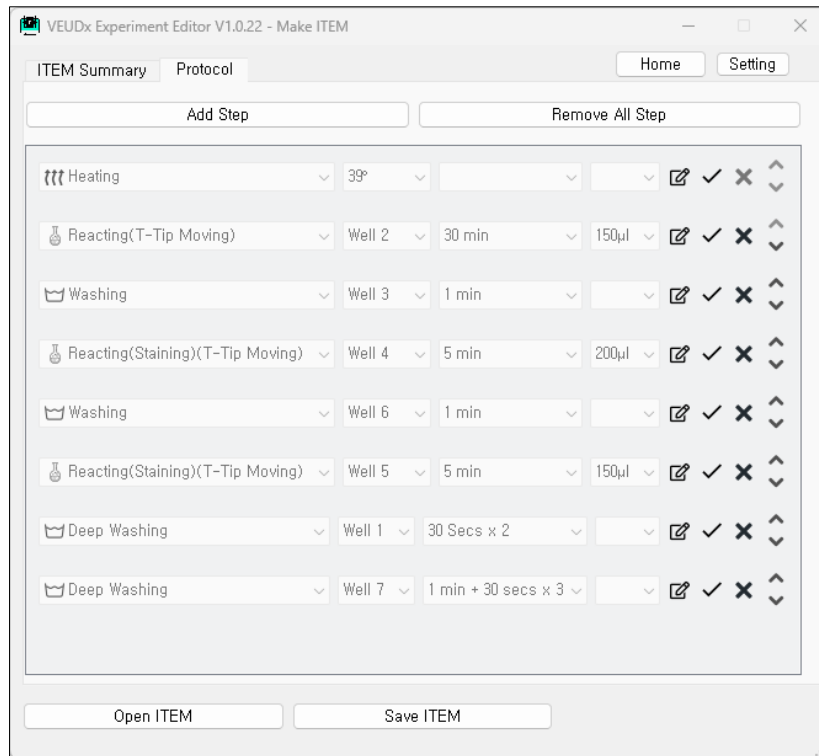 VEUDx Experiment Editor V1.0.22 - Make ITEM
ITEM Summary Protocol Home Setting
Add Step Remove All Step
Heating 39º
Reacting(T-Tip Moving) Well 2 30 min 150μl
Washing Well 3 1 min
Reacting(Staining)(T-Tip Moving) Well 4 5 min 200μl
Washing Well 6 1 min
Reacting(Staining)(T-Tip Moving) Well 5 5 min 150μl
Deep Washing Well 1 30 Secs x 2
Deep Washing Well 7 1 min + 30 secs x 3
Open ITEM Save ITEM